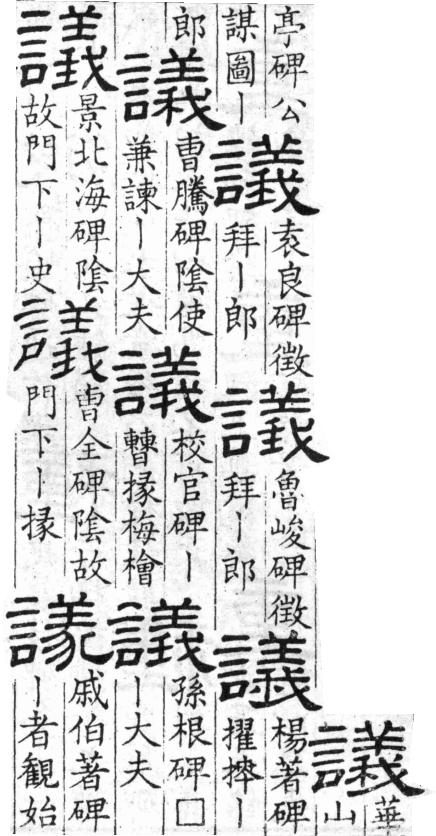 議
華
山
亭碑公
謀圖丨
議
袁良碑徵
拜丨郎
議
魯峻碑徵
拜丨郎
議
楊著碑
擢拜丨
郎
議
曹騰碑陰使
兼諫丨大夫
議
校官碑丨
掾梅檜
議
孫根碑□
丨大夫
議
景北海碑陰
故門下丨史
議
曹全碑陰故
門下丨掾
議
戚伯著碑
丨者觀始